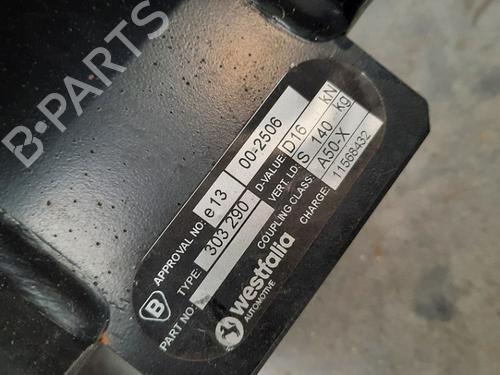 B-PARTS
APPROVAL NO.: e 13 00-2506
TYPE: 303 290 D-VALUE: D16 kN
PART NO.: VERT. LD.: S 140 kg
COUPLING CLASS: A50-X
CHARGE: 11568432
westfalia
AUTOMOTIVE